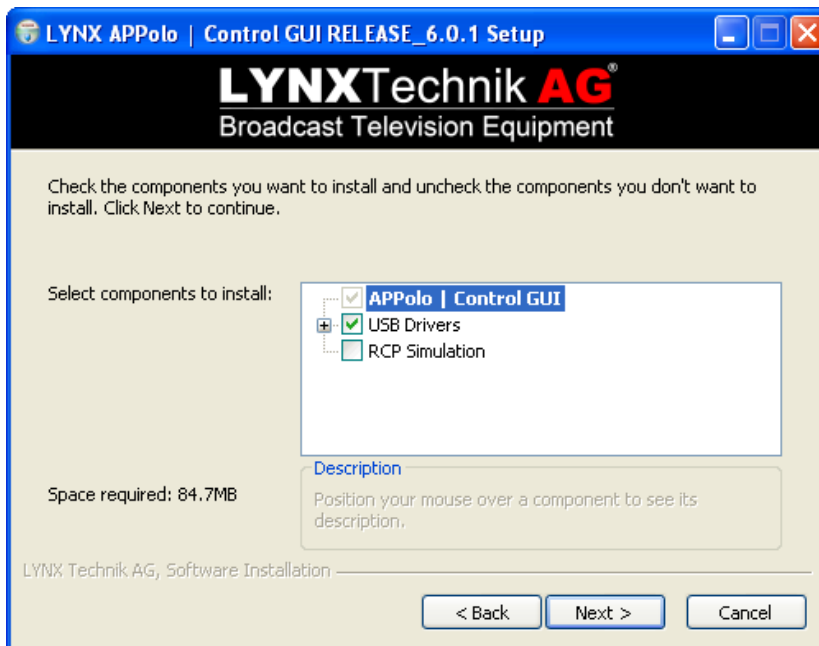 LYNX APPolo | Control GUI RELEASE_6.0.1 Setup
LYNXTechnik AG®
Broadcast Television Equipment
Check the components you want to install and uncheck the components you don't want to
install. Click Next to continue.
Select components to install:
APPolo | Control GUI
USB Drivers
RCP Simulation
Space required: 84.7MB
Description
Position your mouse over a component to see its
description.
LYNX Technik AG, Software Installation
< Back
Next >
Cancel